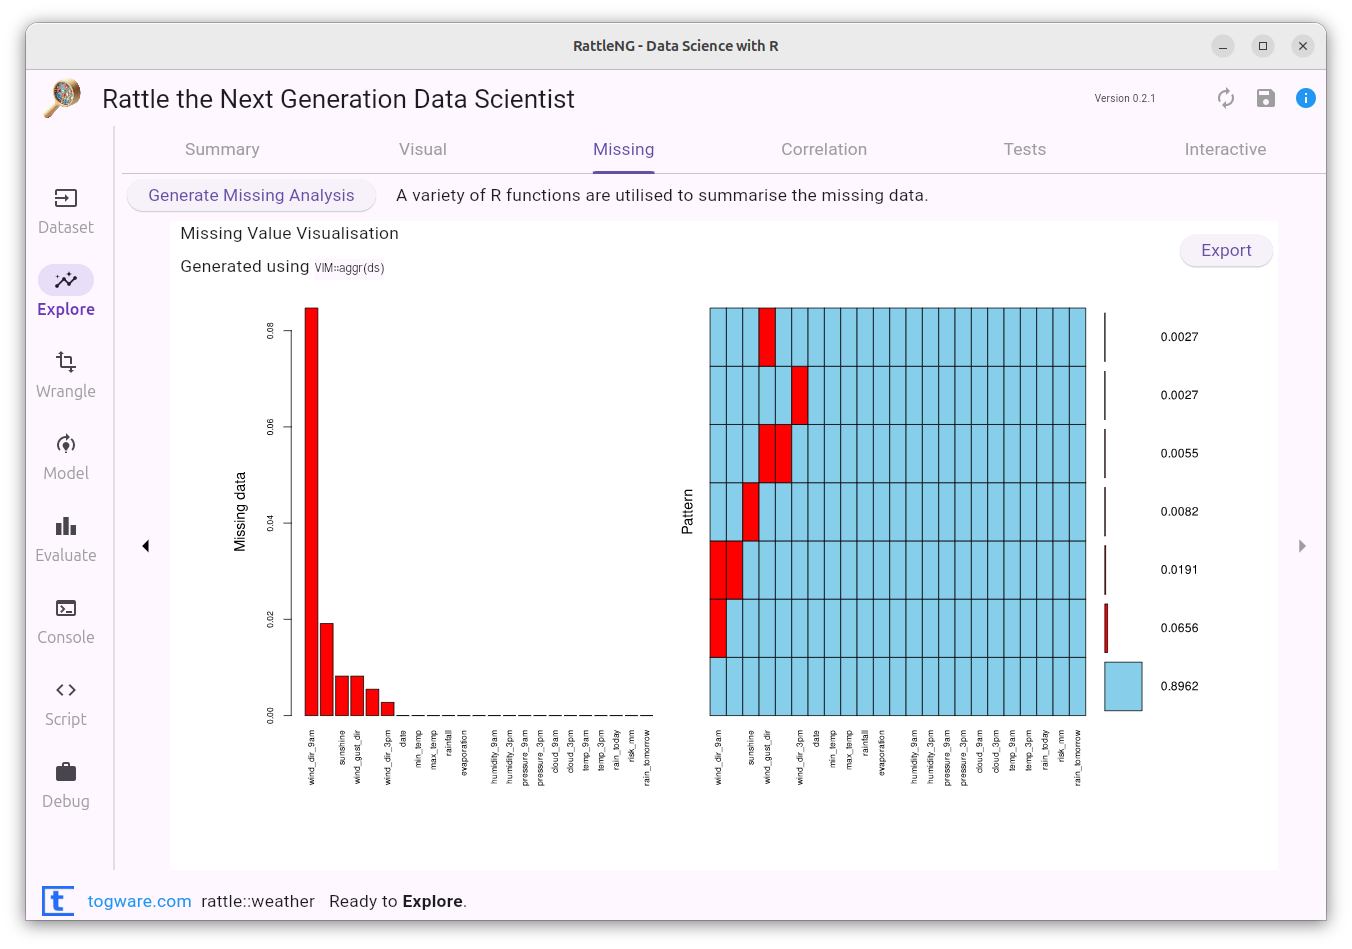 RattleNG - Data Science with R
Rattle the Next Generation Data Scientist
Version 0.2.1
Summary
Visual
Missing
Correlation
Tests
Interactive
Generate Missing Analysis
A variety of R functions are utilised to summarise the missing data.
Dataset
Explore
Wrangle
Model
Evaluate
Console
Script
Debug
Missing Value Visualisation
Export
Generated using VIM::aggr(ds)
Missing data
0.08
0.06
0.04
0.02
0.00
wind_dir_9am
sunshine
wind_gust_dir
wind_dir_3pm
date
min_temp
max_temp
rainfall
evaporation
humidity_9am
humidity_3pm
pressure_9am
pressure_3pm
cloud_9am
cloud_3pm
temp_9am
temp_3pm
rain_today
risk_mm
rain_tomorrow
Pattern
0.0027
0.0027
0.0055
0.0082
0.0191
0.0656
0.8962
wind_dir_9am
sunshine
wind_gust_dir
wind_dir_3pm
date
min_temp
max_temp
rainfall
evaporation
humidity_9am
humidity_3pm
pressure_9am
pressure_3pm
cloud_9am
cloud_3pm
temp_9am
temp_3pm
rain_today
risk_mm
rain_tomorrow
t togware.com rattle::weather Ready to Explore.